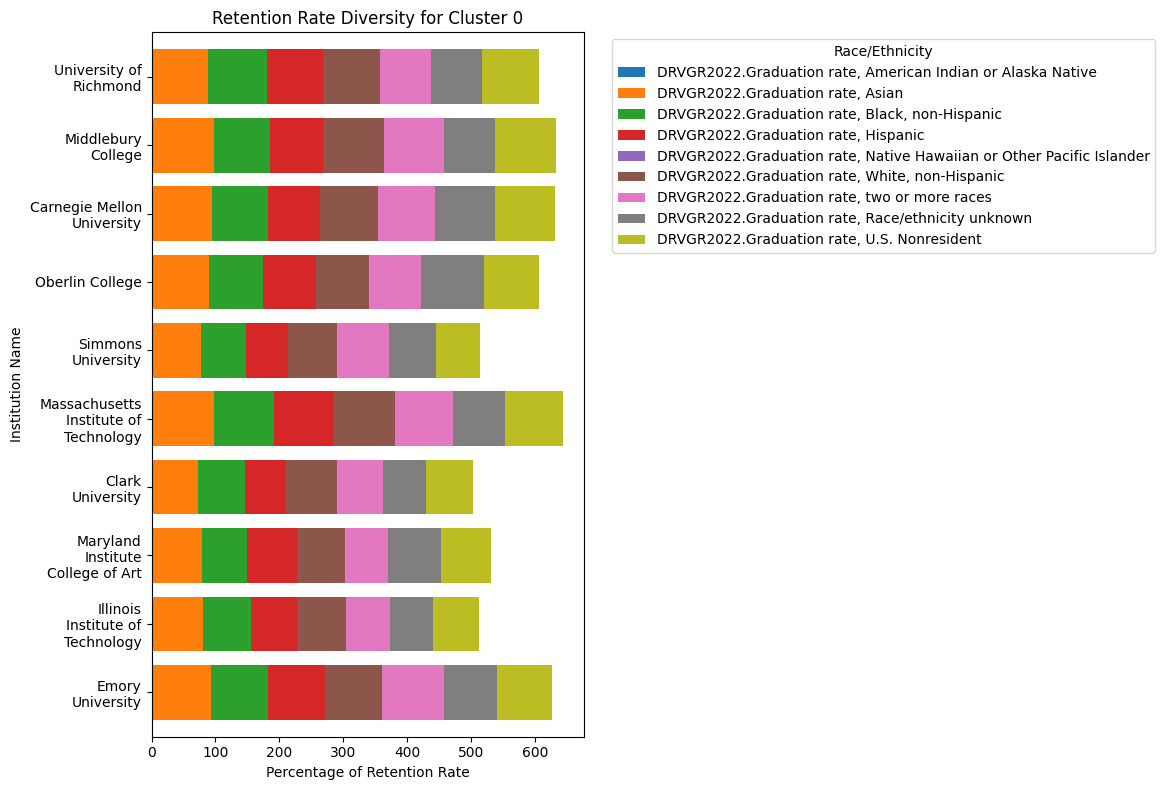 Retention Rate Diversity for Cluster 0
Institution Name
University of
Richmond
Middlebury
College
Carnegie Mellon
University
Oberlin College
Simmons
University
Massachusetts
Institute of
Technology
Clark
University
Maryland
Institute
College of Art
Illinois
Institute of
Technology
Emory
University
0 100 200 300 400 500 600
Percentage of Retention Rate
Race/Ethnicity
DRVGR2022.Graduation rate, American Indian or Alaska Native
DRVGR2022.Graduation rate, Asian
DRVGR2022.Graduation rate, Black, non-Hispanic
DRVGR2022.Graduation rate, Hispanic
DRVGR2022.Graduation rate, Native Hawaiian or Other Pacific Islander
DRVGR2022.Graduation rate, White, non-Hispanic
DRVGR2022.Graduation rate, two or more races
DRVGR2022.Graduation rate, Race/ethnicity unknown
DRVGR2022.Graduation rate, U.S. Nonresident